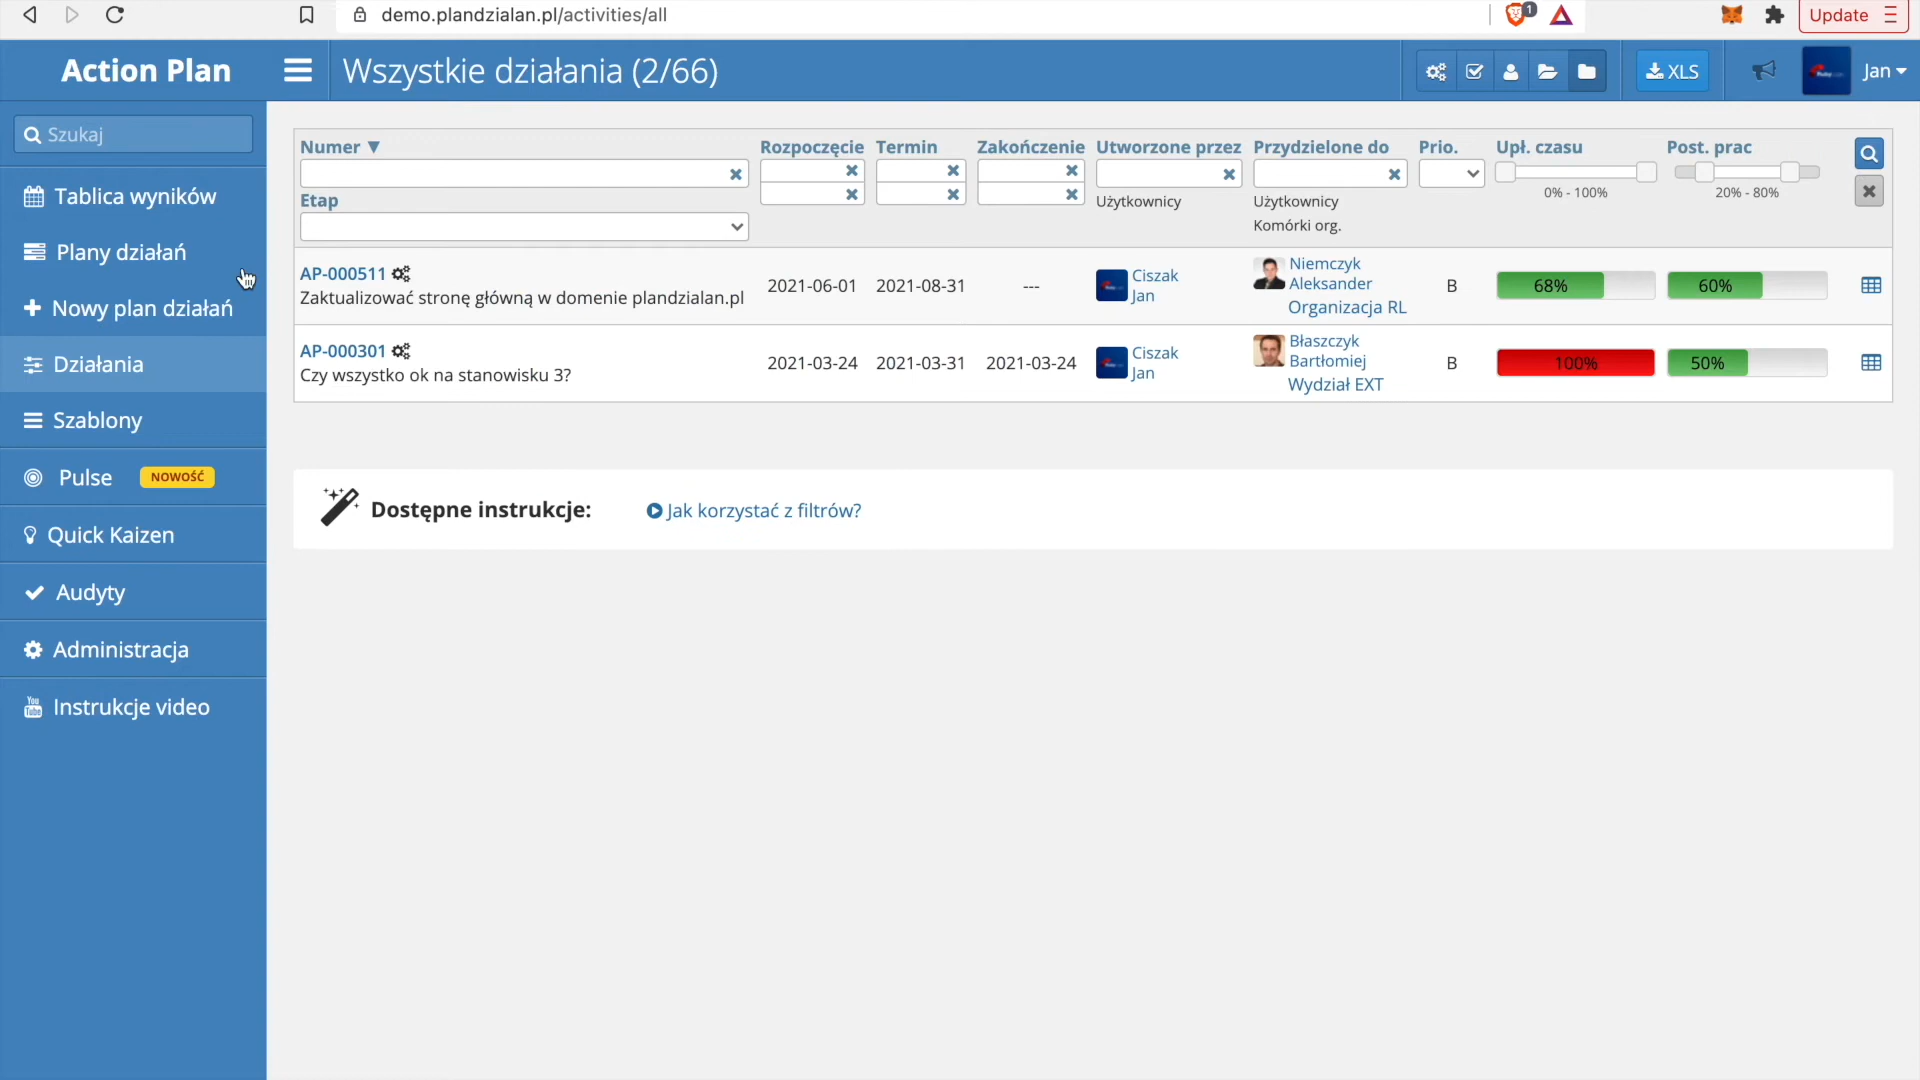 demo.plandzialan.pl/activities/all
1
Update
Action Plan
Wszystkie działania (2/66)
XLS
Jan
Szukaj
Tablica wyników
Plany działań
Nowy plan działań
Działania
Szablony
Pulse NOWOŚĆ
Quick Kaizen
Audyty
Administracja
You Tube Instrukcje video
Numer ▼ Rozpoczęcie Termin Zakończenie Utworzone przez Przydzielone do Prio. Upł. czasu Post. prac
0% - 100% 20% - 80%
Etap Użytkownicy Użytkownicy
Komórki org.
AP-000511
Zaktualizować stronę główną w domenie plandzialan.pl
2021-06-01 2021-08-31 ---
Ciszak
Jan
Niemczyk
Aleksander
Organizacja RL
B 68% 60%
AP-000301
Czy wszystko ok na stanowisku 3?
2021-03-24 2021-03-31 2021-03-24
Ciszak
Jan
Błaszczyk
Bartłomiej
Wydział EXT
B 100% 50%
Dostępne instrukcje: Jak korzystać z filtrów?